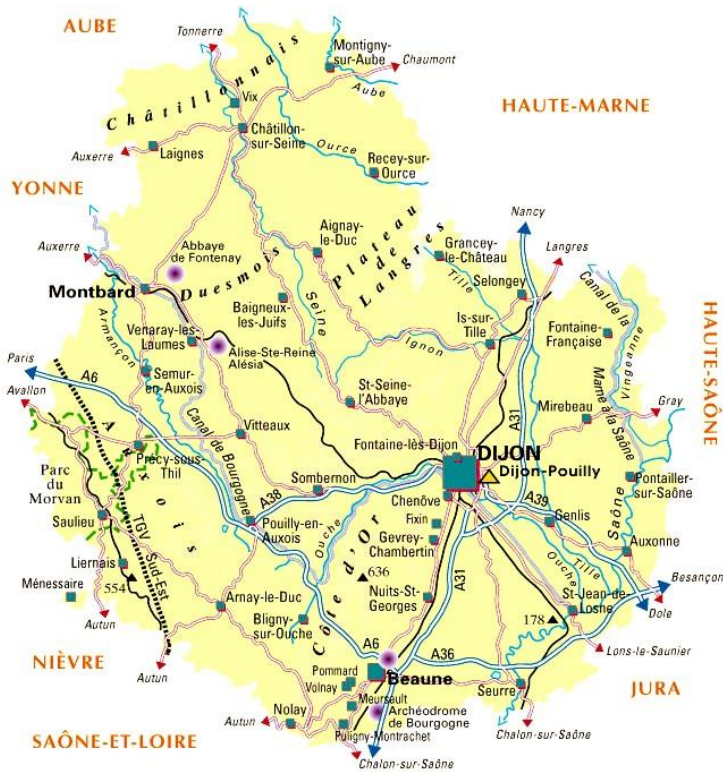 AUBE
Tonnerre
Châtillonnais
Montigny-
sur-Aube
Chaumont
Aube
Vix
HAUTE-MARNE
Châtillon-
sur-Seine
Ource
Auxerre
Laignes
Recey-sur-
Ource
YONNE
Nancy
Auxerre
Abbaye
de Fontenay
Aignay-
le-Duc
Plateau
de
Langres
Grancey-
le-Château
Langres
Tille
Selongey
Canal de la
Marne à la Saône
Montbard
Duesmois
Baigneux-
les-Juifs
Seine
Is-sur-
Tille
Fontaine-
Française
Vingeanne
HAUTE-SAÔNE
Armançon
Venaray-les-
Laumes
Alise-Ste-Reine
Alésia
Ignon
Paris
A6
Semur-
en-Auxois
St-Seine-
l'Abbaye
A31
Gray
Avallon
Canal de Bourgogne
Vitteaux
Mirebeau
Auxois
Fontaine-lès-Dijon
DIJON
Dijon-Pouilly
Précy-sous-
Thil
Parc
du
Morvan
Sombernon
A38
Chenôve
A39
Pontailler-
sur-Saône
Saulieu
TGV Sud-Est
Pouilly-en-
Auxois
Ouche
Fixin
Genlis
Saône
Gevrey-
Chambertin
Auxonne
Liernais
554
Côte d'Or
636
A31
Ouche
Tille
Besançon
Ménessaire
Arnay-le-Duc
Nuits-St-
Georges
St-Jean-de-
Losne
Dole
Autun
Bligny-
sur-Ouche
178
NIÈVRE
A6
A36
Lons-le-Saunier
Autun
Pommard
Beaune
Volnay
Seurre
JURA
Meursault
Nolay
Archéodrome
de Bourgogne
Autun
Puligny-Montrachet
Chalon-sur-Saône
SAÔNE-ET-LOIRE
Chalon-sur-Saône